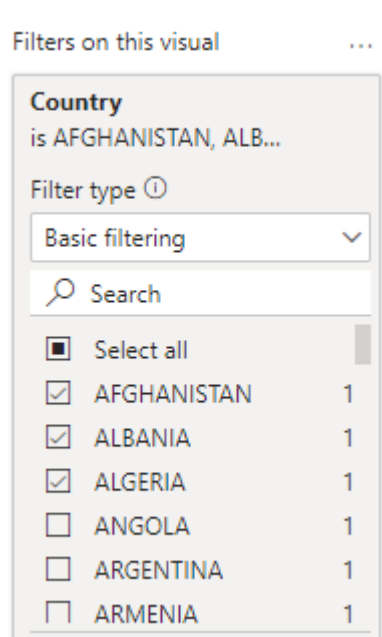 Filters on this visual ...
Country
is AFGHANISTAN, ALB...
Filter type
Basic filtering
Search
Select all
AFGHANISTAN 1
ALBANIA 1
ALGERIA 1
ANGOLA 1
ARGENTINA 1
ARMENIA 1